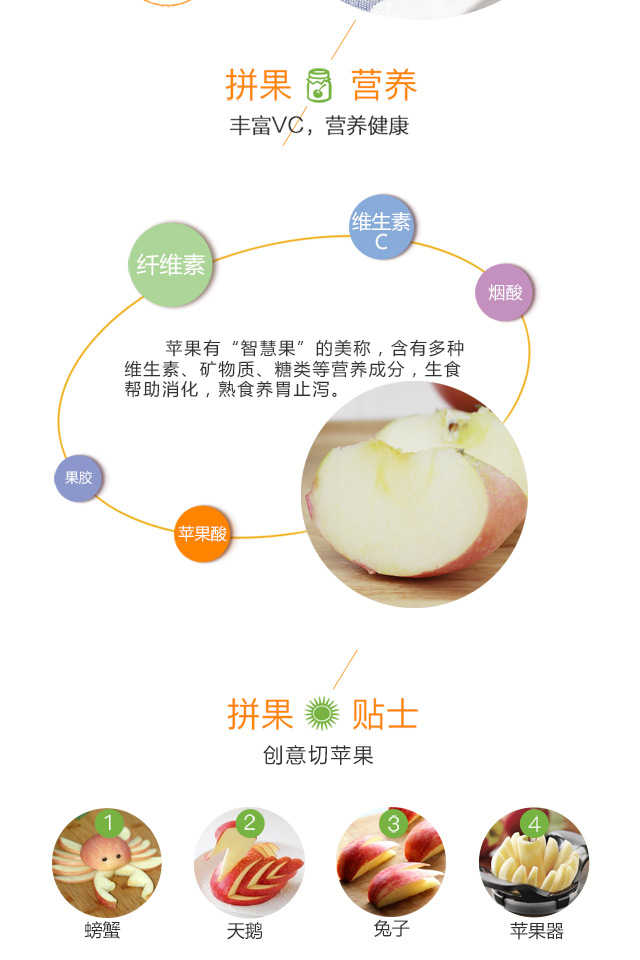 拼果 营养
丰富VC，营养健康
纤维素
维生素
C
烟酸
苹果有“智慧果”的美称，含有多种
维生素、矿物质、糖类等营养成分，生食
帮助消化，熟食养胃止泻。
果胶
苹果酸
拼果 贴士
创意切苹果
1
2
3
4
螃蟹
天鹅
兔子
苹果器